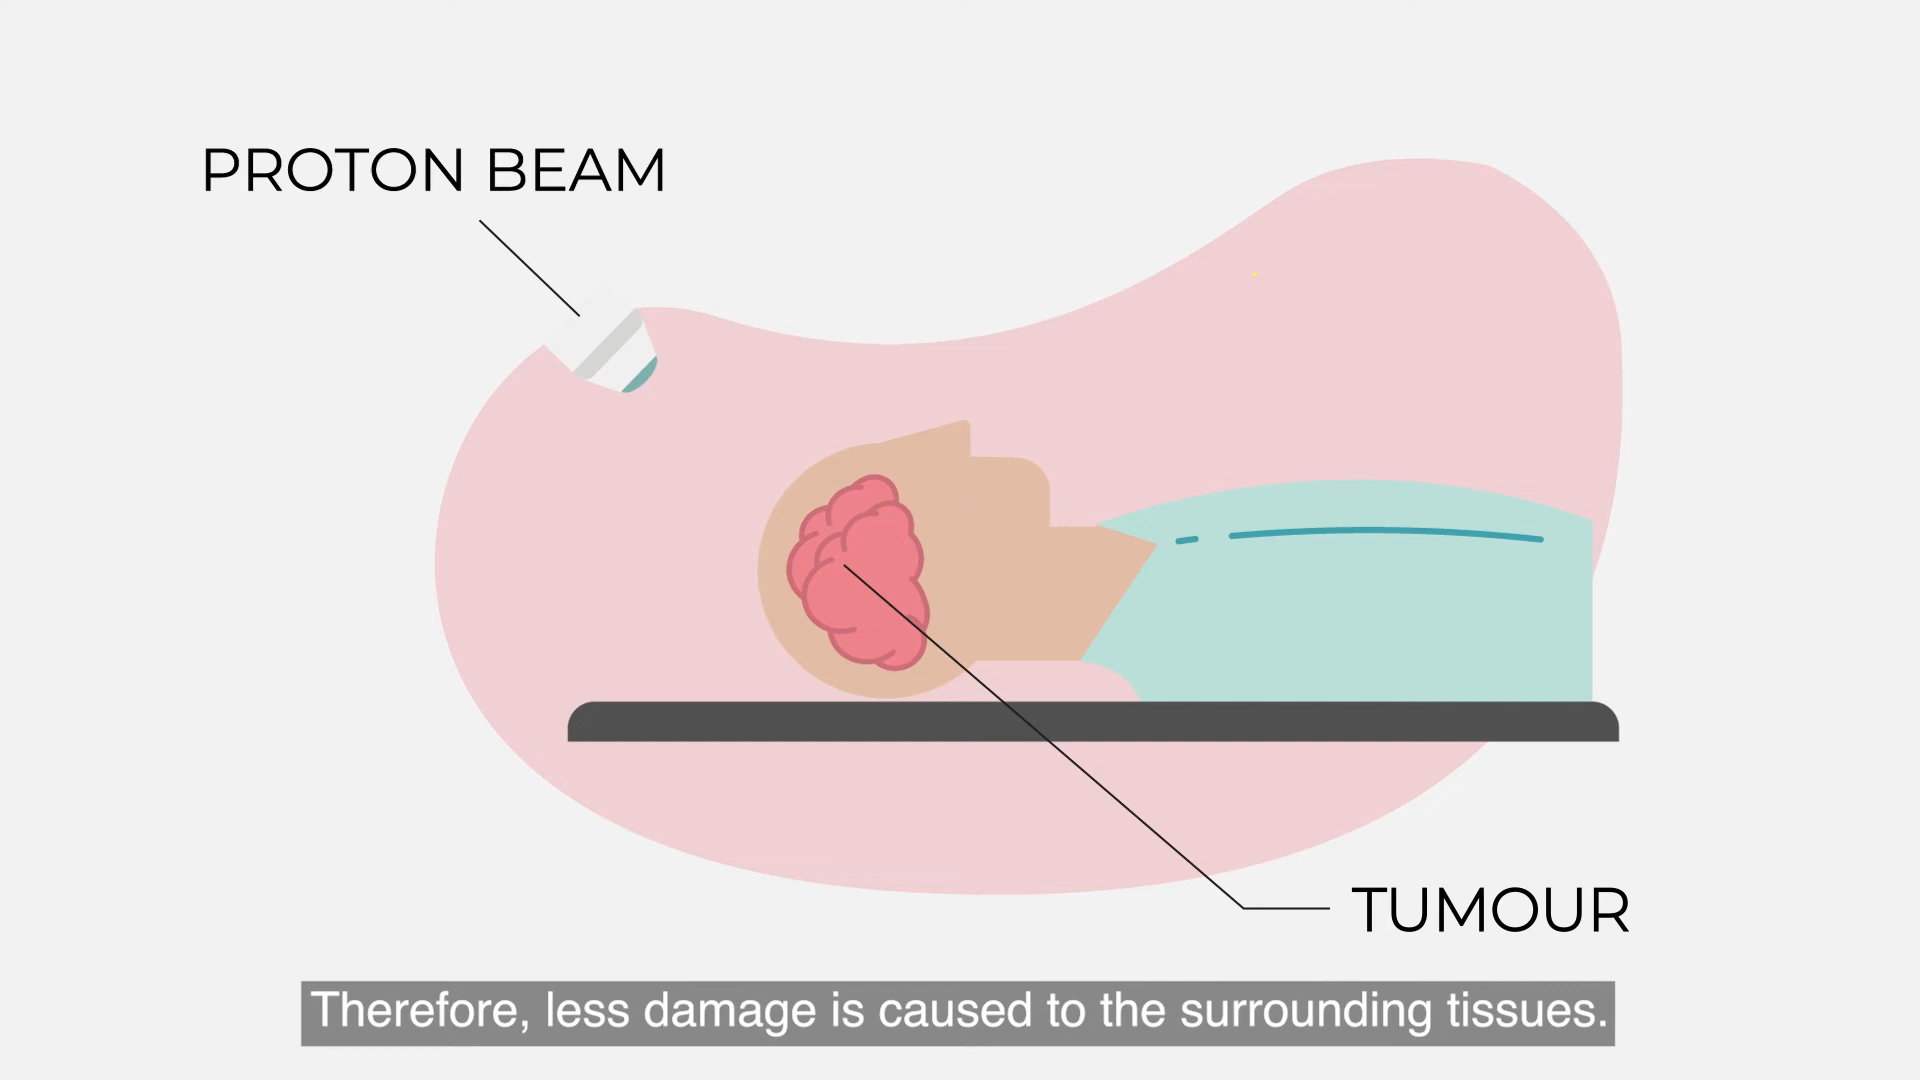 PROTON BEAM
TUMOUR
Therefore, less damage is caused to the surrounding tissues.